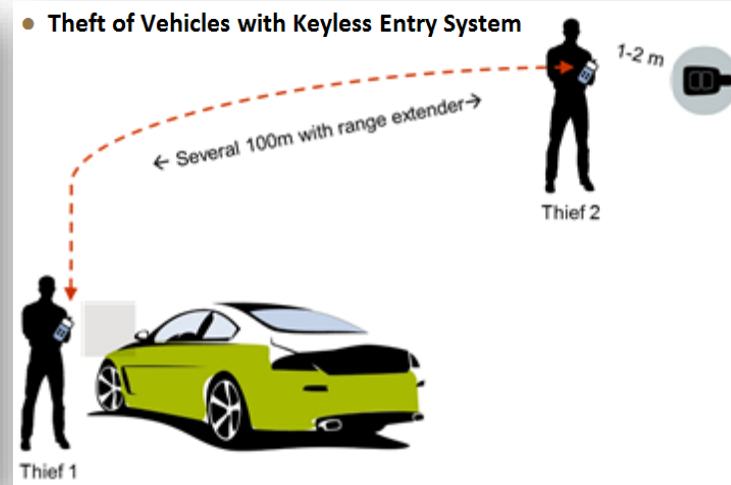 Theft of Vehicles with Keyless Entry System
1-2 m
← Several 100m with range extender→
Thief 2
Thief 1